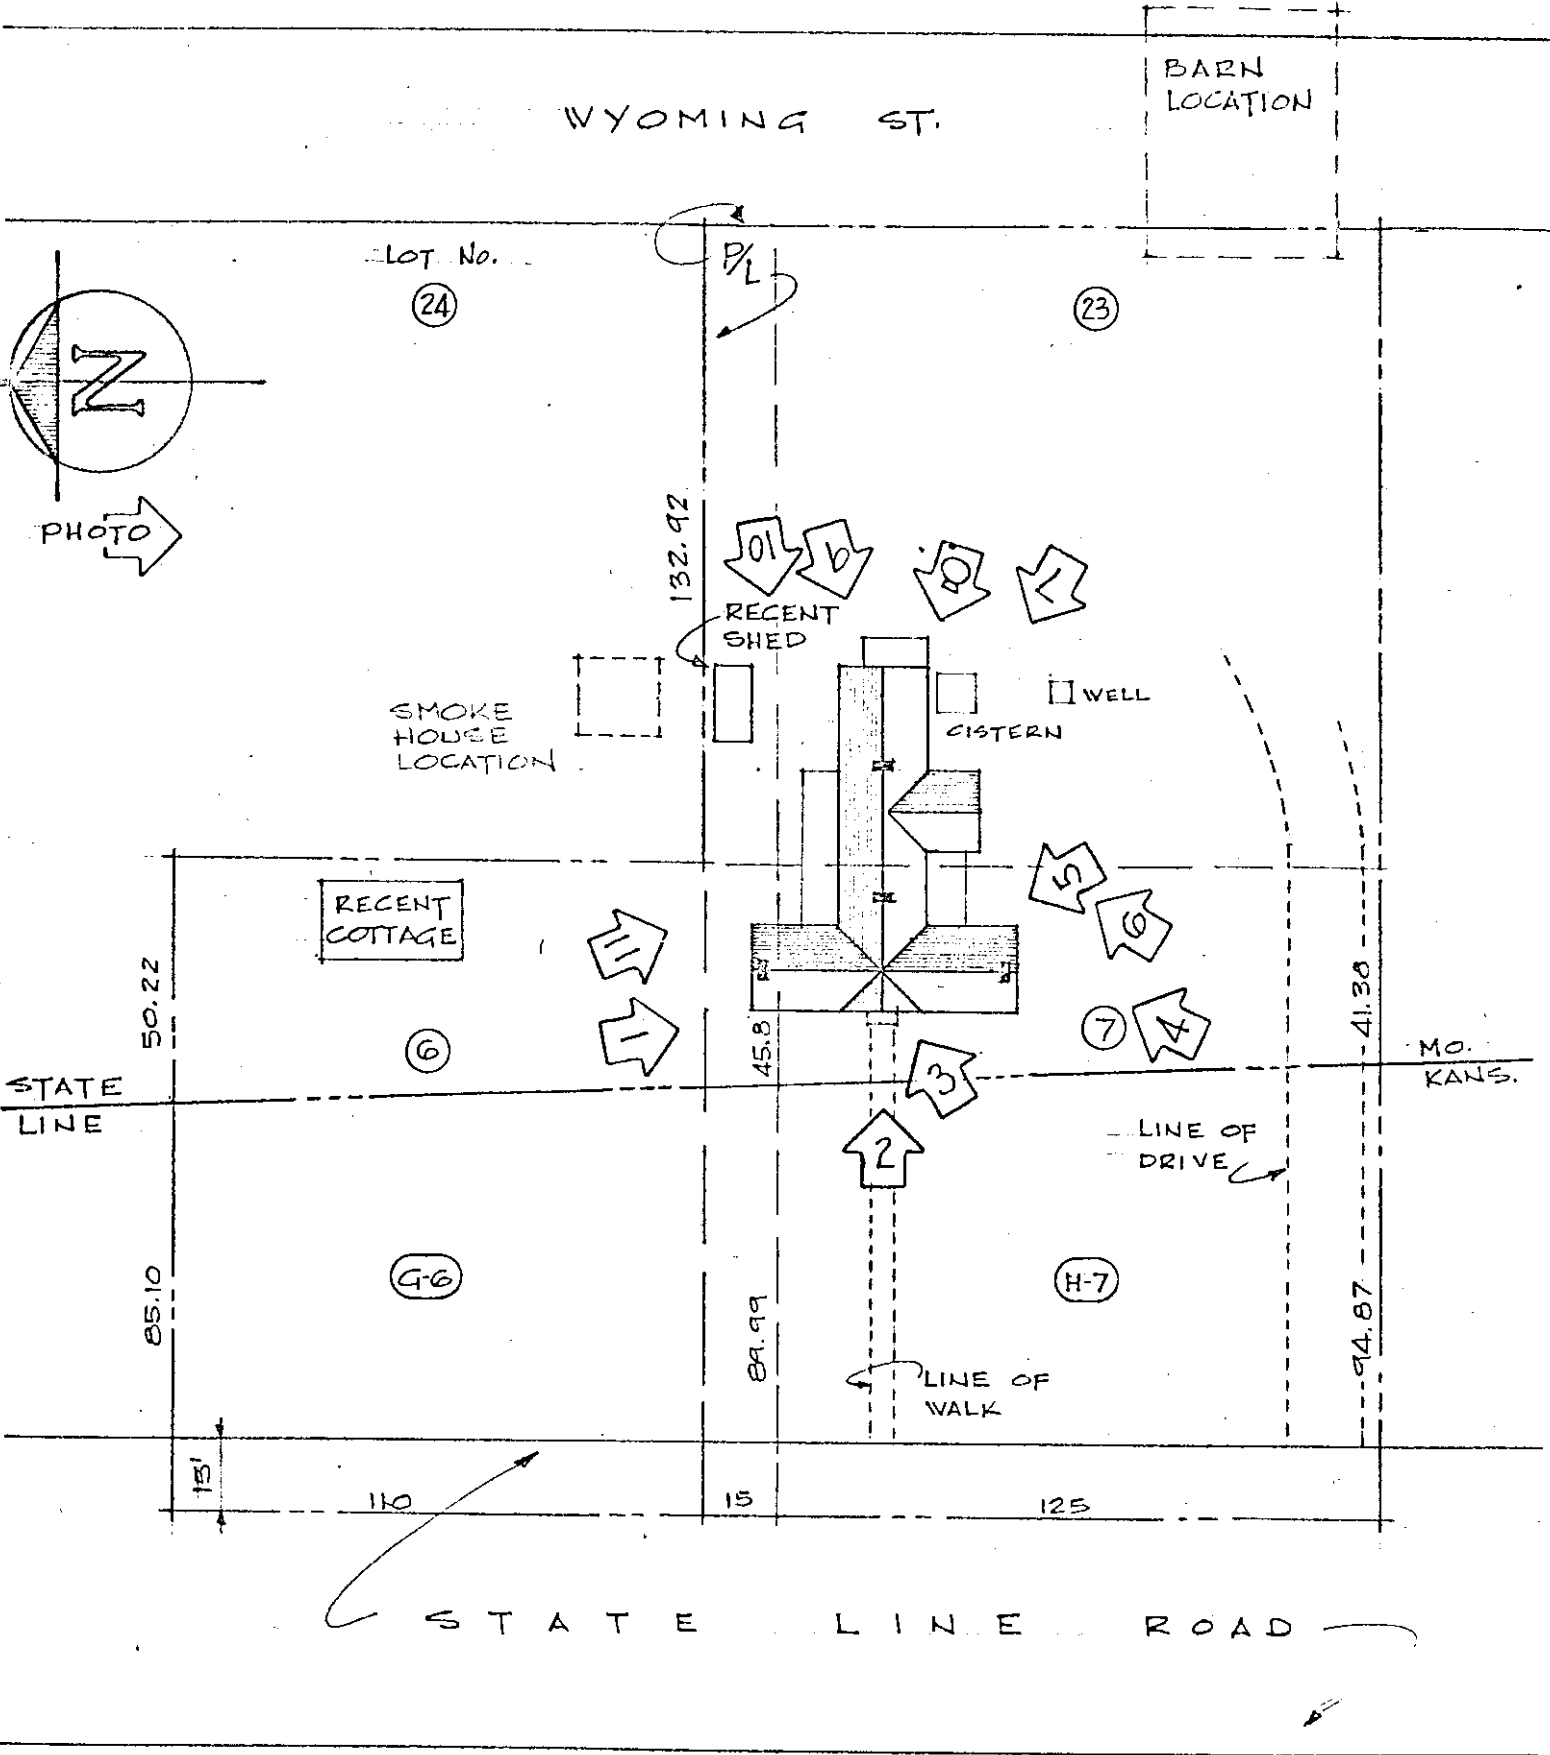 BARN
LOCATION
WYOMING ST.
LOT No.
24
P/L
23
N
PHOTO
132.92
10
9
8
7
RECENT
SHED
SMOKE
HOUSE
LOCATION
WELL
CISTERN
RECENT
COTTAGE
11
5
6
50.22
6
1
45.8
7
4
41.38
MO.
KANS.
STATE
LINE
3
2
LINE OF
DRIVE
G-6
H-7
85.10
89.99
94.87
LINE OF
WALK
15'
110
15
125
STATE LINE ROAD